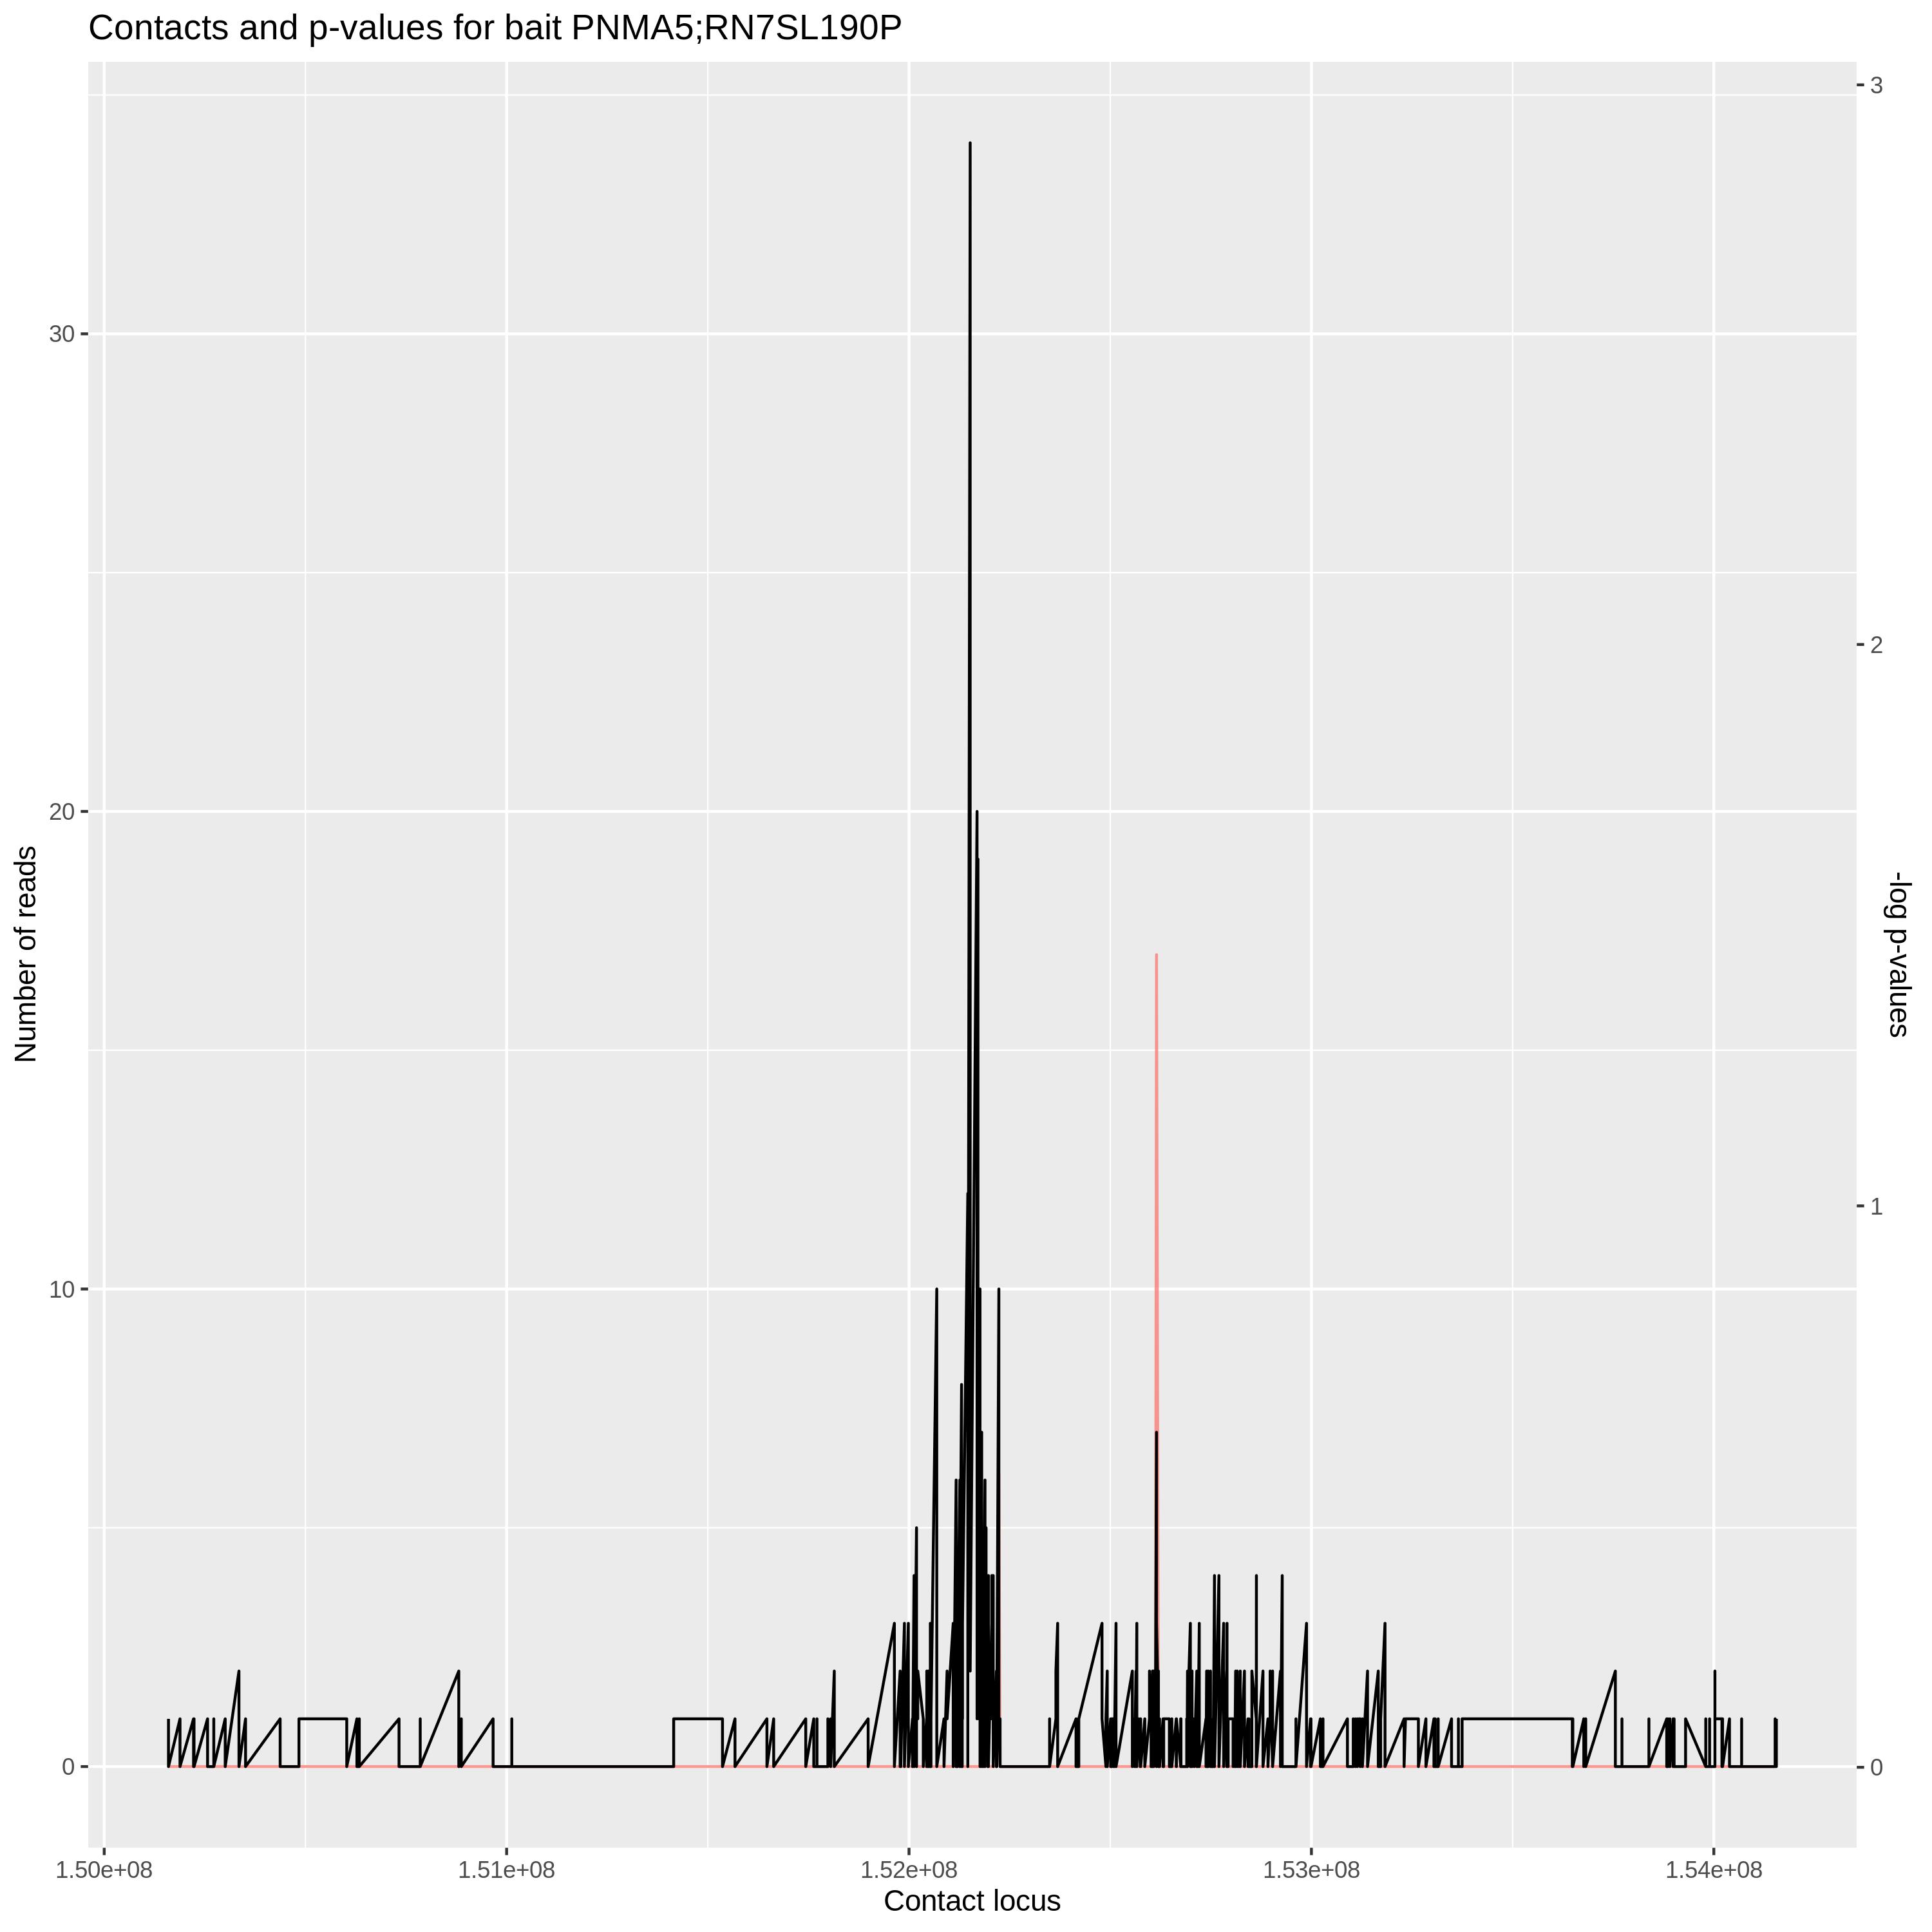 Contacts and p-values for bait PNMA5;RN7SL190P
3
30
2
20
Number of reads
-log p-values
1
10
0
0
1.50e+08
1.51e+08
1.52e+08
1.53e+08
1.54e+08
Contact locus